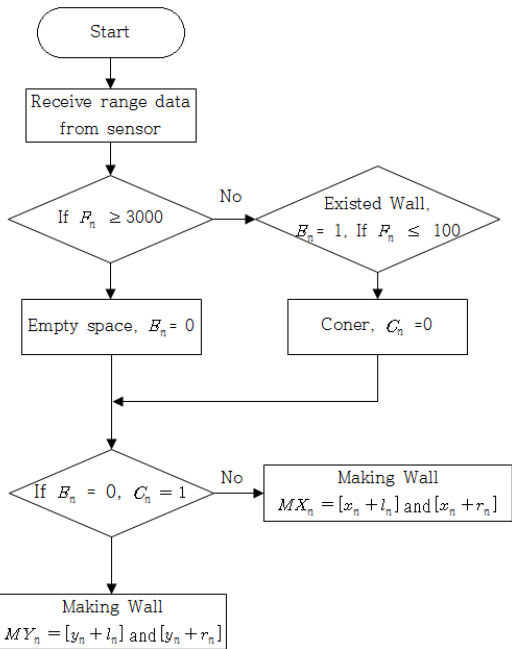 Start
Receive range data
from sensor
If F_n ≥ 3000
No
Existed Wall,
E_n = 1, If F_n ≤ 100
Empty space, E_n = 0
Coner, C_n =0
If E_n = 0, C_n = 1
No
Making Wall
MX_n = [x_n + l_n] and [x_n + r_n]
Making Wall
MY_n = [y_n + l_n] and [y_n + r_n]